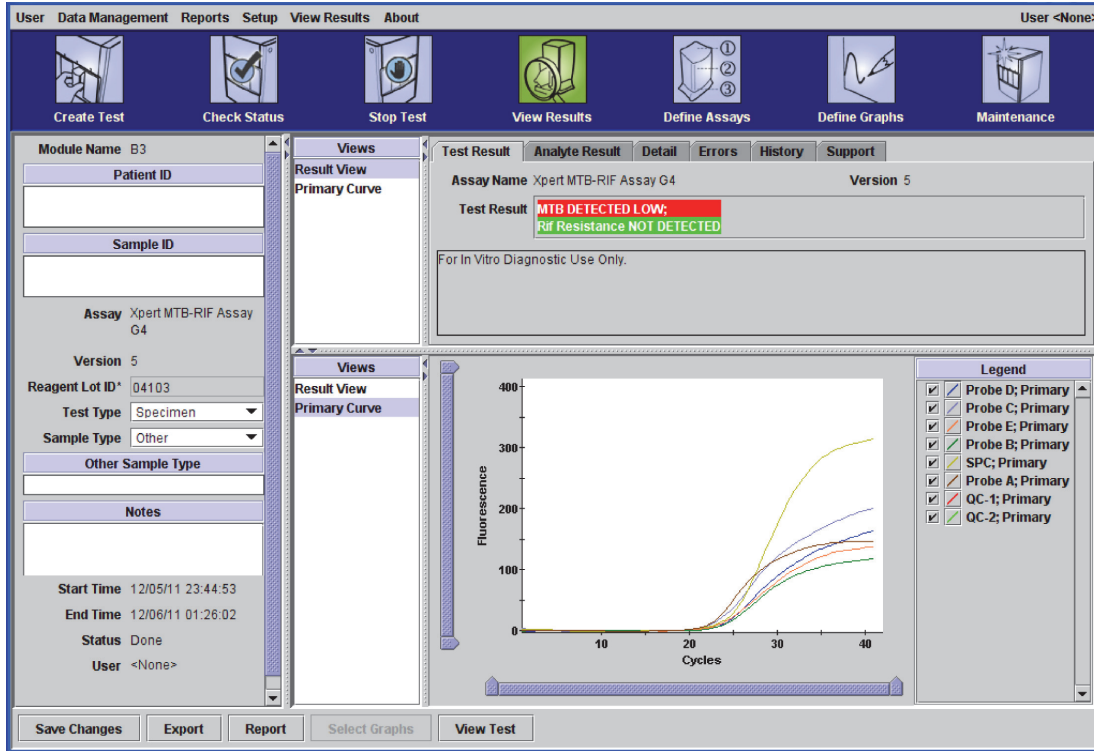 User Data Management Reports Setup View Results About User <None>
Create Test Check Status Stop Test View Results Define Assays Define Graphs Maintenance
1
2
3
Module Name B3
Patient ID
Sample ID
Assay Xpert MTB-RIF Assay
G4
Version 5
Reagent Lot ID* 04103
Test Type Specimen
Sample Type Other
Other Sample Type
Notes
Start Time 12/05/11 23:44:53
End Time 12/06/11 01:26:02
Status Done
User <None>
Views
Result View
Primary Curve
Test Result Analyte Result Detail Errors History Support
Assay Name Xpert MTB-RIF Assay G4 Version 5
Test Result MTB DETECTED LOW;
Rif Resistance NOT DETECTED
For In Vitro Diagnostic Use Only.
Views
Result View
Primary Curve
400
300
200
100
0
Fluorescence
10 20 30 40
Cycles
Legend
Probe D; Primary
Probe C; Primary
Probe E; Primary
Probe B; Primary
SPC; Primary
Probe A; Primary
QC-1; Primary
QC-2; Primary
Save Changes Export Report Select Graphs View Test